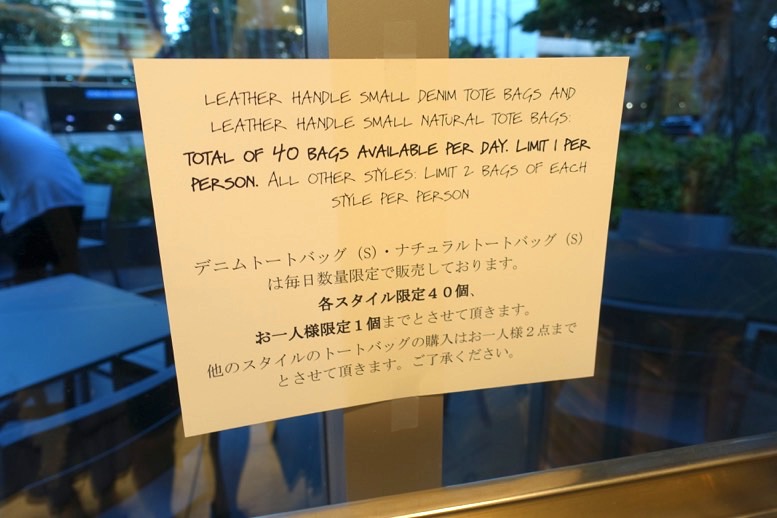 LEATHER HANDLE SMALL DENIM TOTE BAGS AND
LEATHER HANDLE SMALL NATURAL TOTE BAGS:
TOTAL OF 40 BAGS AVAILABLE PER DAY. LIMIT 1 PER
PERSON. ALL OTHER STYLES: LIMIT 2 BAGS OF EACH
STYLE PER PERSON
デニムトートバッグ（S）・ナチュラルトートバッグ（S）
は毎日数量限定で販売しております。
各スタイル限定４０個、
お一人様限定１個までとさせて頂きます。
他のスタイルのトートバッグの購入はお一人様２点まで
とさせて頂きます。ご了承ください。